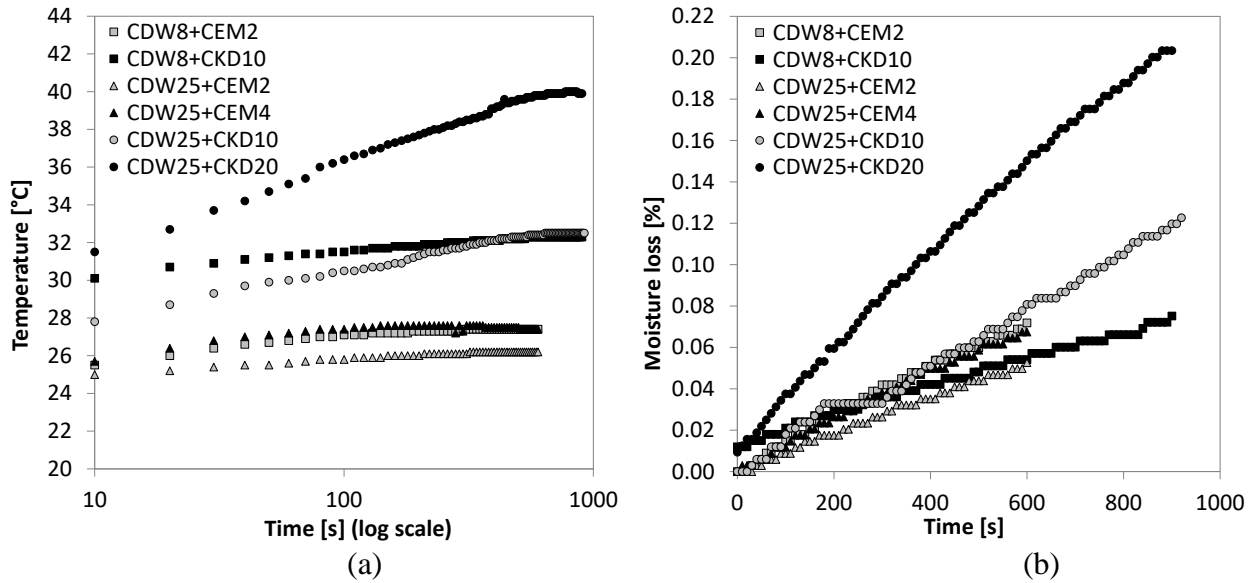 42
40
38
36
34
32
30
28
26
24
22
20
Temperature [°C]
CDW8+CEM2
CDW8+CKD10
CDW25+CEM2
CDW25+CEM4
CDW25+CKD10
CDW25+CKD20
10
100
1000
Time [s] (log scale)
(a)
0.22
0.20
0.18
0.16
0.14
0.12
0.10
0.08
0.06
0.04
0.02
0.00
Moisture loss [%]
CDW8+CEM2
CDW8+CKD10
CDW25+CEM2
CDW25+CEM4
CDW25+CKD10
CDW25+CKD20
0
200
400
600
800
1000
Time [s]
(b)